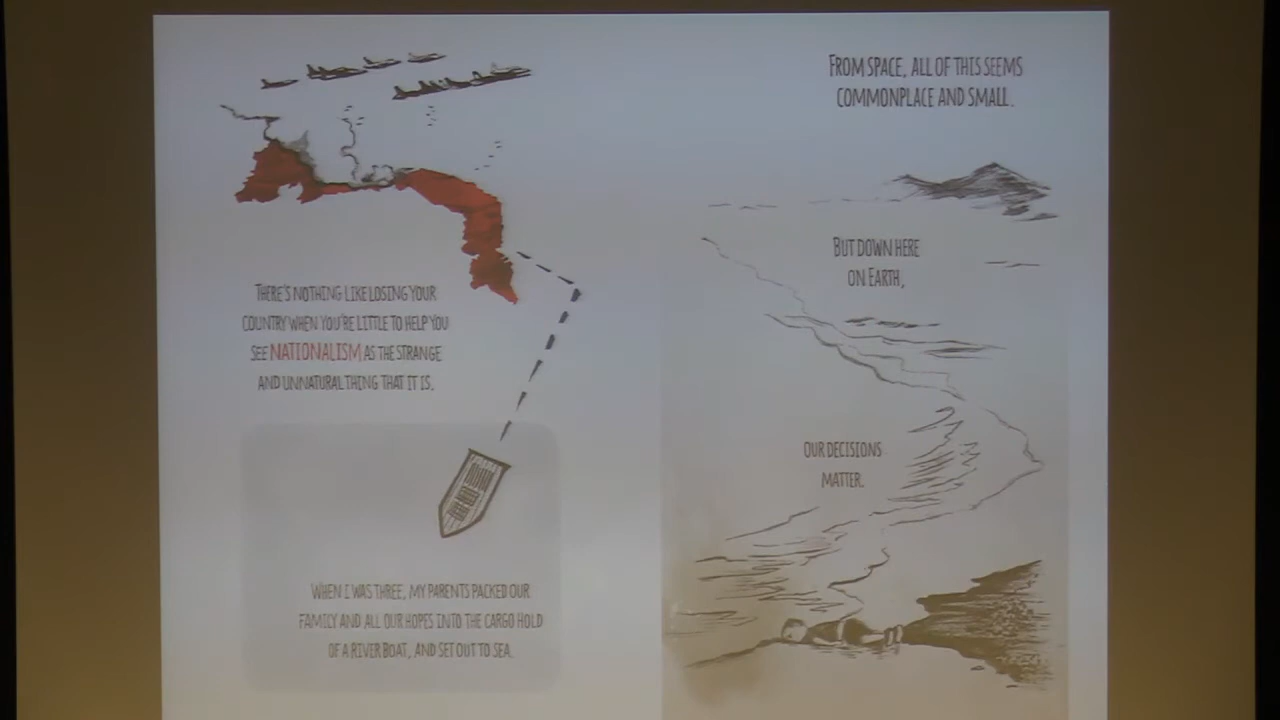 THERE'S NOTHING LIKE LOSING YOUR
COUNTRY WHEN YOU'RE LITTLE TO HELP YOU
SEE NATIONALISM AS THE STRANGE
AND UNNATURAL THING THAT IT IS.
WHEN I WAS THREE, MY PARENTS PACKED OUR
FAMILY AND ALL OUR HOPES INTO THE CARGO HOLD
OF A RIVER BOAT, AND SET OUT TO SEA.
FROM SPACE, ALL OF THIS SEEMS
COMMONPLACE AND SMALL.
BUT DOWN HERE
ON EARTH,
OUR DECISIONS
MATTER.